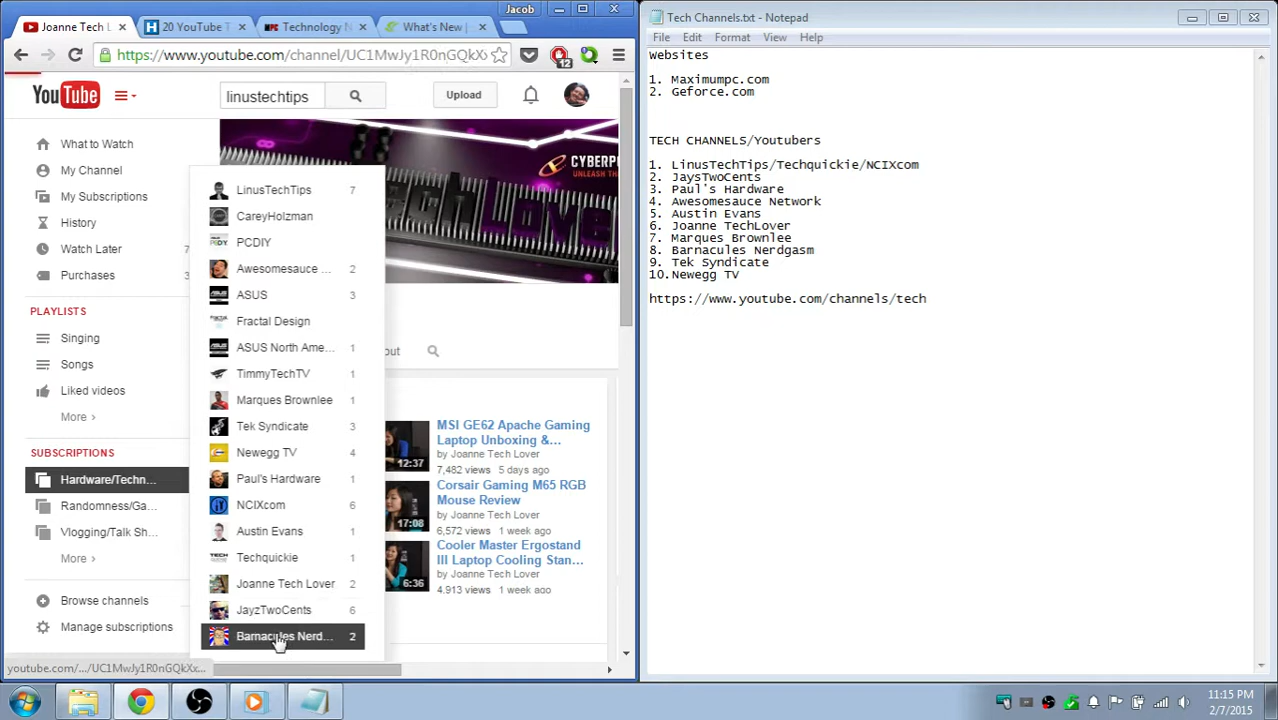 Jacob
Joanne Tech L
20 YouTube T
Technology N
What's New |
https://www.youtube.com/channel/UC1MwJy1R0nGQkXx
12
YouTube
linustechtips
Upload
What to Watch
My Channel
My Subscriptions
History
Watch Later 7
Purchases 3
PLAYLISTS
Singing
Songs
Liked videos
More ›
SUBSCRIPTIONS
Hardware/Techn...
Randomness/Ga...
Vlogging/Talk Sh...
More ›
Browse channels
Manage subscriptions
LinusTechTips 7
CareyHolzman
PCDIY
Awesomesauce ... 2
ASUS 3
Fractal Design
ASUS North Ame... 1
TimmyTechTV 1
Marques Brownlee 1
Tek Syndicate 3
Newegg TV 4
Paul's Hardware 1
NCIXcom 6
Austin Evans 1
Techquickie 1
Joanne Tech Lover 2
JayzTwoCents 6
Barnacules Nerd... 2
CYBERP
UNLEASH TH
out
MSI GE62 Apache Gaming
Laptop Unboxing &...
by Joanne Tech Lover
7,482 views 5 days ago
12:37
Corsair Gaming M65 RGB
Mouse Review
by Joanne Tech Lover
6,572 views 1 week ago
17:08
Cooler Master Ergostand
III Laptop Cooling Stan...
by Joanne Tech Lover
4,913 views 1 week ago
6:36
youtube.com/.../UC1MwJy1R0nGQkXx...
Tech Channels.txt - Notepad
File Edit Format View Help
Websites
1. Maximumpc.com
2. Geforce.com
TECH CHANNELS/Youtubers
1. LinusTechTips/Techquickie/NCIXcom
2. JaysTwoCents
3. Paul's Hardware
4. Awesomesauce Network
5. Austin Evans
6. Joanne TechLover
7. Marques Brownlee
8. Barnacules Nerdgasm
9. Tek Syndicate
10.Newegg TV
https://www.youtube.com/channels/tech
11:15 PM
2/7/2015